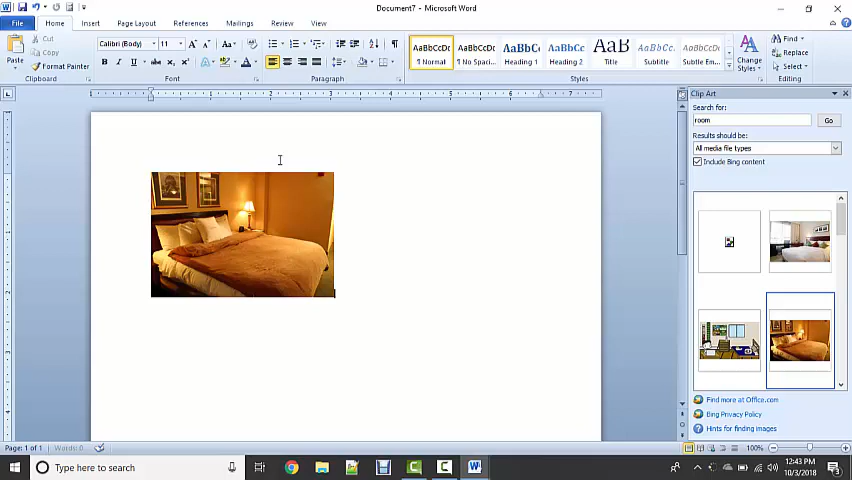 Document7 - Microsoft Word
File
Home
Insert
Page Layout
References
Mailings
Review
View
Paste
Cut
Copy
Format Painter
Clipboard
Calibri (Body)
11
Font
Paragraph
AaBbCcDc
¶ Normal
AaBbCcDc
¶ No Spaci...
AaBbCc
Heading 1
AaBbCc
Heading 2
AaB
Title
AaBbCcL
Subtitle
AaBbCcDc
Subtle Em...
Change
Styles
Styles
Find
Replace
Select
Editing
Clip Art
Search for:
room
Go
Results should be:
All media file types
Include Bing content
Find more at Office.com
Bing Privacy Policy
Hints for finding images
Page: 1 of 1
Words: 0
100%
Type here to search
12:43 PM
10/3/2018